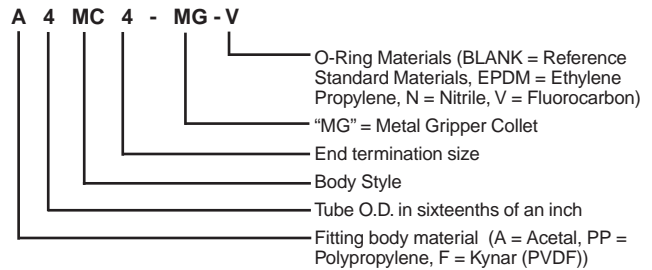 A 4 MC 4 - MG - V
O-Ring Materials (BLANK = Reference
Standard Materials, EPDM = Ethylene
Propylene, N = Nitrile, V = Fluorocarbon)
“MG” = Metal Gripper Collet
End termination size
Body Style
Tube O.D. in sixteenths of an inch
Fitting body material (A = Acetal, PP =
Polypropylene, F = Kynar (PVDF))